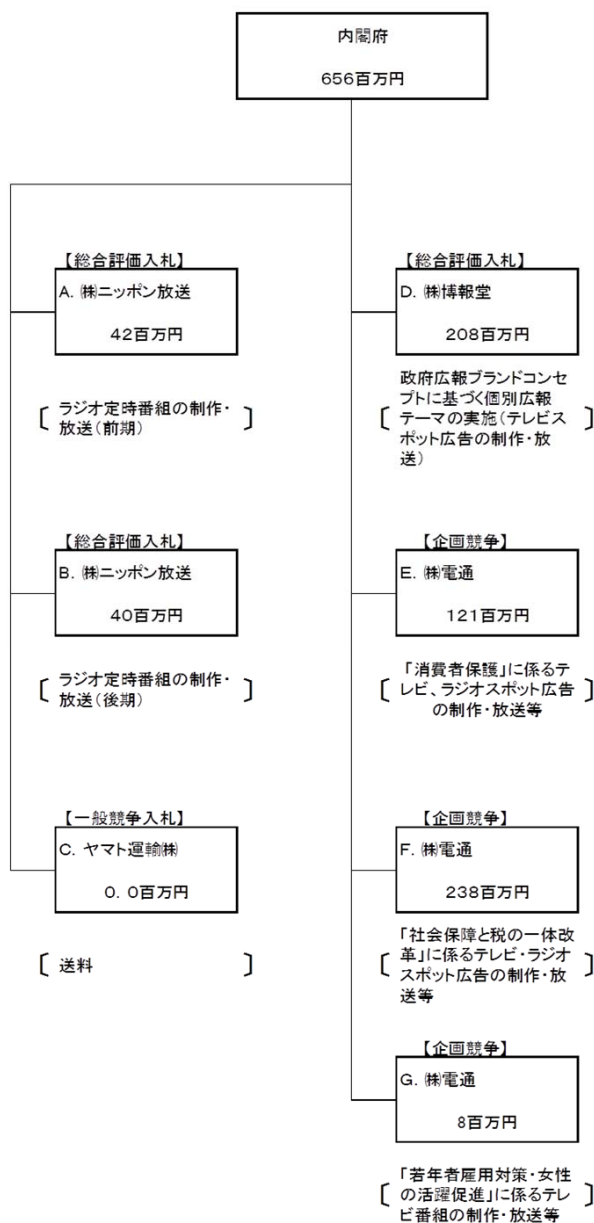 内閣府
656百万円
【総合評価入札】
A. ㈱ニッポン放送
42百万円
ラジオ定時番組の制作・
放送(前期)
【総合評価入札】
B. ㈱ニッポン放送
40百万円
ラジオ定時番組の制作・
放送(後期)
【一般競争入札】
C. ヤマト運輸㈱
0. 0百万円
送料
【総合評価入札】
D. ㈱博報堂
208百万円
政府広報ブランドコンセ
プトに基づく個別広報
テーマの実施(テレビス
ポット広告の制作・放
送)
【企画競争】
E. ㈱電通
121百万円
「消費者保護」に係るテ
レビ、ラジオスポット広告
の制作・放送等
【企画競争】
F. ㈱電通
238百万円
「社会保障と税の一体改
革」に係るテレビ・ラジオ
スポット広告の制作・放
送等
【企画競争】
G. ㈱電通
8百万円
「若年者雇用対策・女性
の活躍促進」に係るテレ
ビ番組の制作・放送等